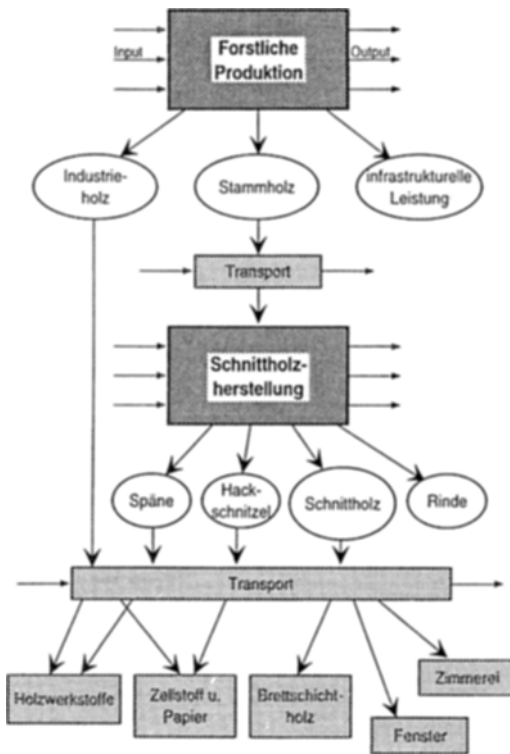 Forstliche
Produktion
Input
Output
Industrie-
holz
Stammholz
infrastrukturelle
Leistung
Transport
Schnittholz-
herstellung
Späne
Hack-
schnitzel
Schnittholz
Rinde
Transport
Holzwerkstoffe
Zellstoff u.
Papier
Brettschicht-
holz
Fenster
Zimmerei